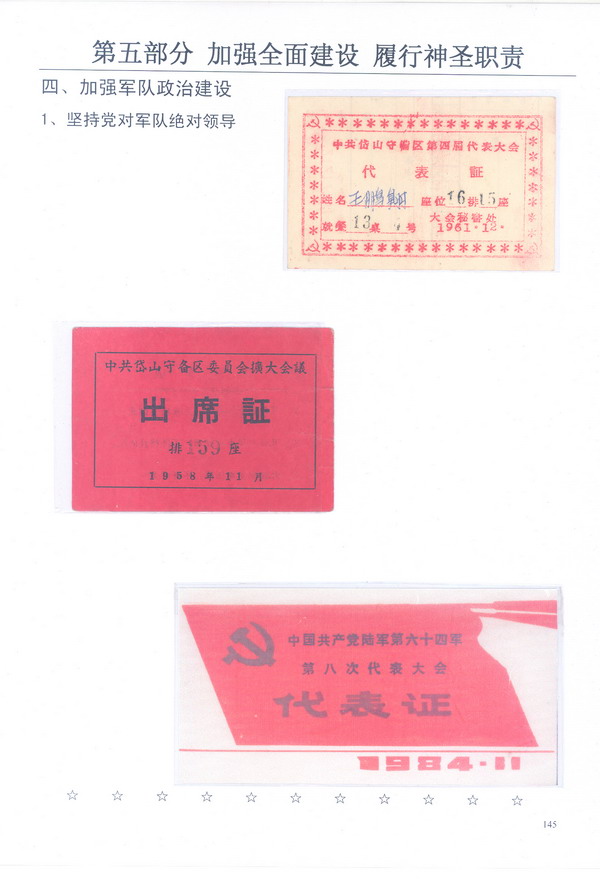 第五部分 加强全面建设 履行神圣职责
四、加强军队政治建设
1、坚持党对军队绝对领导
中共岱山守备区第四届代表大会
代表証
姓名 座位16排15座
就餐13桌 号 大会秘書处
1961.12.
中共岱山守备区委員会擴大会議
出席証
排159座
1958年11月
中国共产党陆军第六十四军
第八次代表大会
代表证
1984·11
145